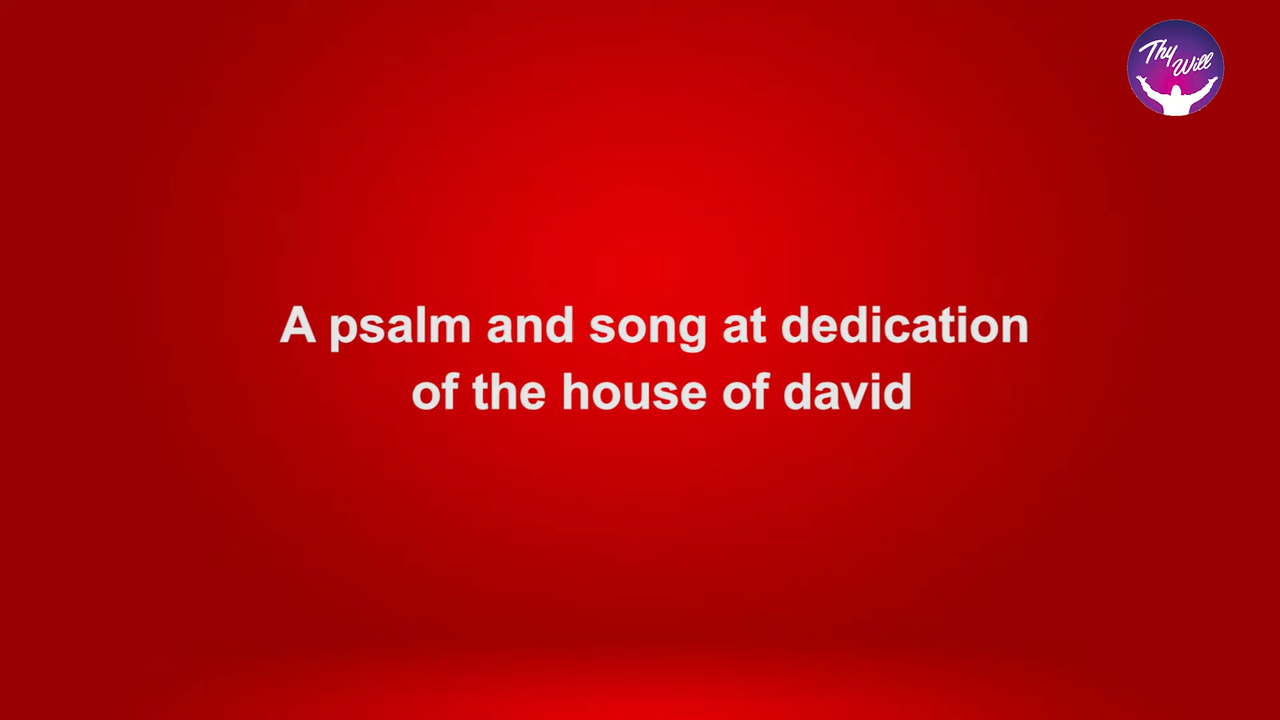 Thy
Will
A psalm and song at dedication
of the house of david